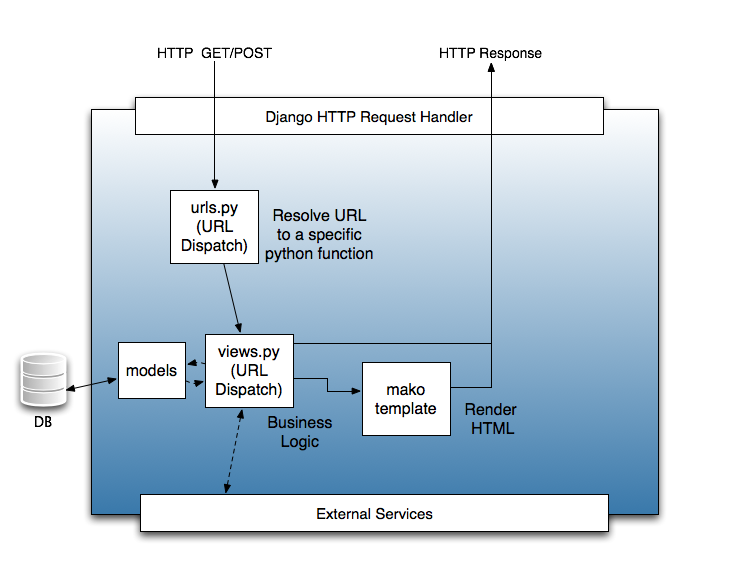 HTTP GET/POST
HTTP Response
Django HTTP Request Handler
urls.py
(URL
Dispatch)
Resolve URL
to a specific
python function
views.py
(URL
Dispatch)
models
DB
mako
template
Business
Logic
Render
HTML
External Services